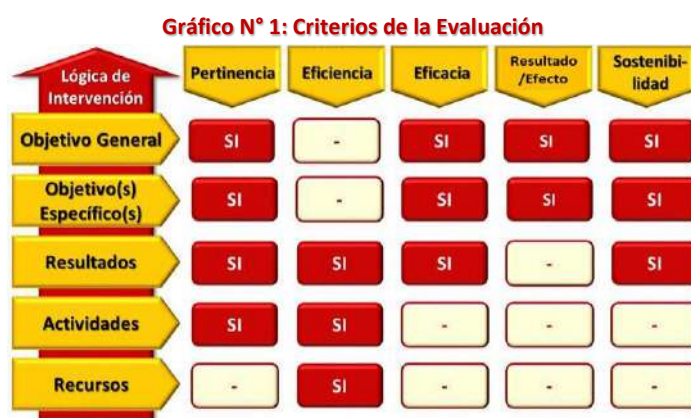 Gráfico N° 1: Criterios de la Evaluación
Lógica de
Intervención
Pertinencia
Eficiencia
Eficacia
Resultado
/Efecto
Sostenibi-
lidad
Objetivo General
SI
-
SI
SI
SI
Objetivo(s)
Específico(s)
SI
-
SI
SI
SI
Resultados
SI
SI
SI
-
SI
Actividades
SI
SI
-
-
-
Recursos
-
SI
-
-
-